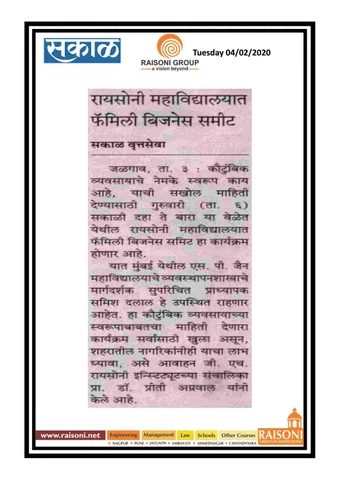 सकाळ
RAISONI GROUP
a vision beyond
Tuesday 04/02/2020
रायसोनी महाविद्यालयात
फॅमिली बिजनेस समीट
सकाळ वृत्तसेवा
जळगाव, ता. ३ : कौटुंबिक
व्यवसायाचे नेमके स्वरूप काय
आहे, याची सखोल माहिती
देण्यासाठी गुरुवारी (ता. ६)
सकाळी दहा ते बारा या वेळेत
येथील रायसोनी महाविद्यालयात
फॅमिली बिजनेस समिट हा कार्यक्रम
होणार आहे.
यात मुंबई येथील एस. पी. जैन
महाविद्यालयाचे व्यवस्थापनशास्त्राचे
मार्गदर्शक सुपरिचित प्राध्यापक
समिश दलाल हे उपस्थित राहणार
आहेत. हा कौटुंबिक व्यवसायाच्या
स्वरूपाबाबतचा माहिती देणारा
कार्यक्रम सर्वांसाठी खुला असून,
शहरातील नागरिकांनीही याचा लाभ
घ्यावा, असे आवाहन जी. एच.
रायसोनी इन्स्टिट्यूटच्या संचालिका
प्रा. डॉ. प्रीती अग्रवाल यांनी
केले आहे.
www.raisoni.net
Engineering Management Law Schools Other Courses
RAISONI
• NAGPUR • PUNE • JALGAON • AMRAVATI • AHMEDNAGAR • CHHINDWARA